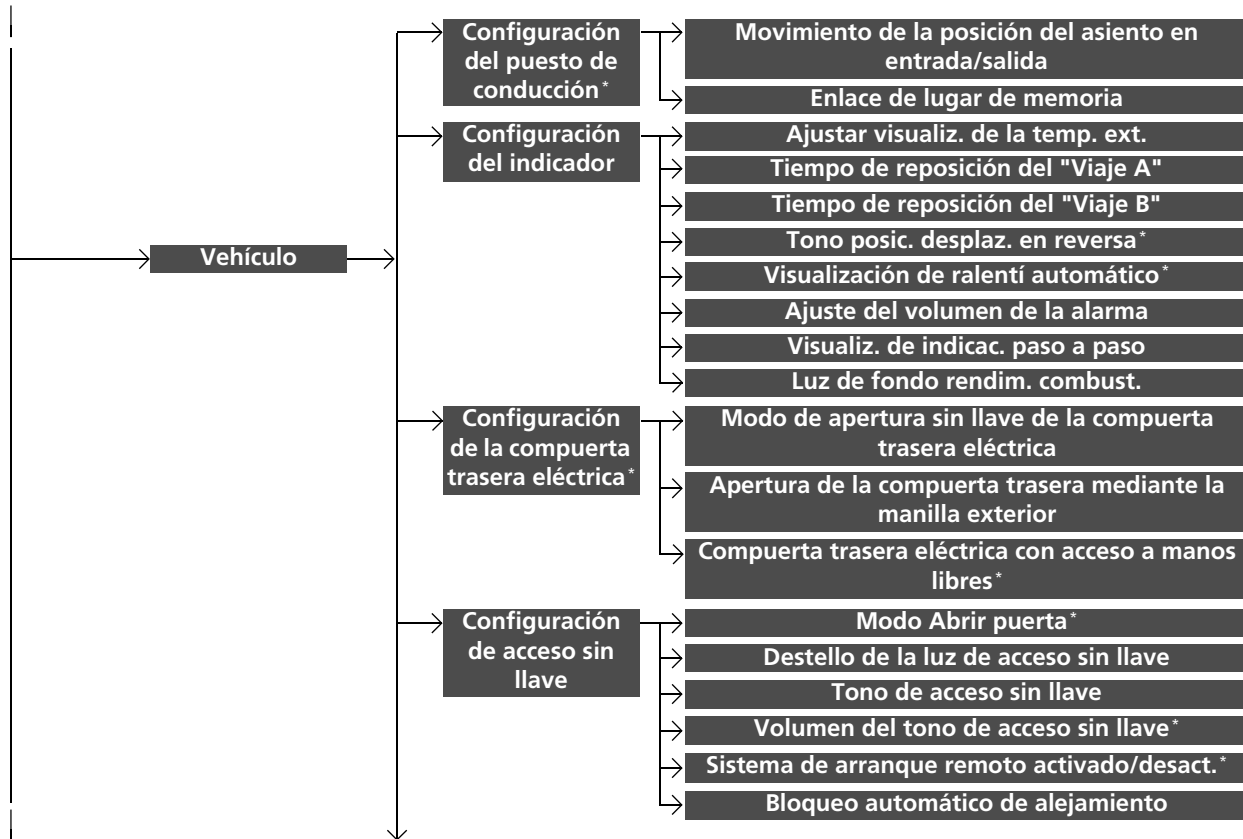 Vehículo
Configuración
del puesto de
conducción*
Movimiento de la posición del asiento en
entrada/salida
Enlace de lugar de memoria
Configuración
del indicador
Ajustar visualiz. de la temp. ext.
Tiempo de reposición del "Viaje A"
Tiempo de reposición del "Viaje B"
Tono posic. desplaz. en reversa*
Visualización de ralentí automático*
Ajuste del volumen de la alarma
Visualiz. de indicac. paso a paso
Luz de fondo rendim. combust.
Configuración
de la compuerta
trasera eléctrica*
Modo de apertura sin llave de la compuerta
trasera eléctrica
Apertura de la compuerta trasera mediante la
manilla exterior
Compuerta trasera eléctrica con acceso a manos
libres*
Configuración
de acceso sin
llave
Modo Abrir puerta*
Destello de la luz de acceso sin llave
Tono de acceso sin llave
Volumen del tono de acceso sin llave*
Sistema de arranque remoto activado/desact.*
Bloqueo automático de alejamiento